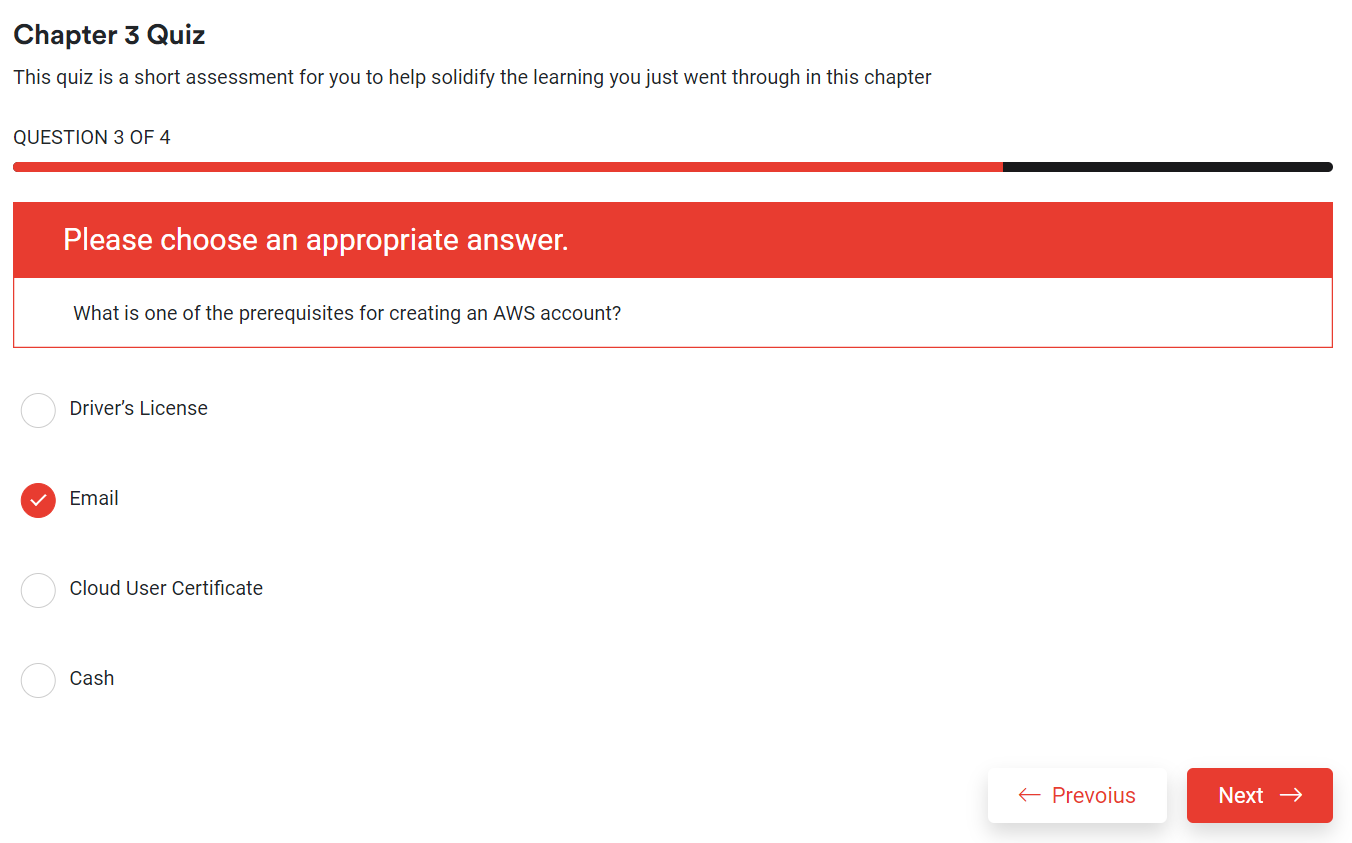 Chapter 3 Quiz
This quiz is a short assessment for you to help solidify the learning you just went through in this chapter
QUESTION 3 OF 4
Please choose an appropriate answer.
What is one of the prerequisites for creating an AWS account?
Driver’s License
Email
Cloud User Certificate
Cash
Prevoius
Next